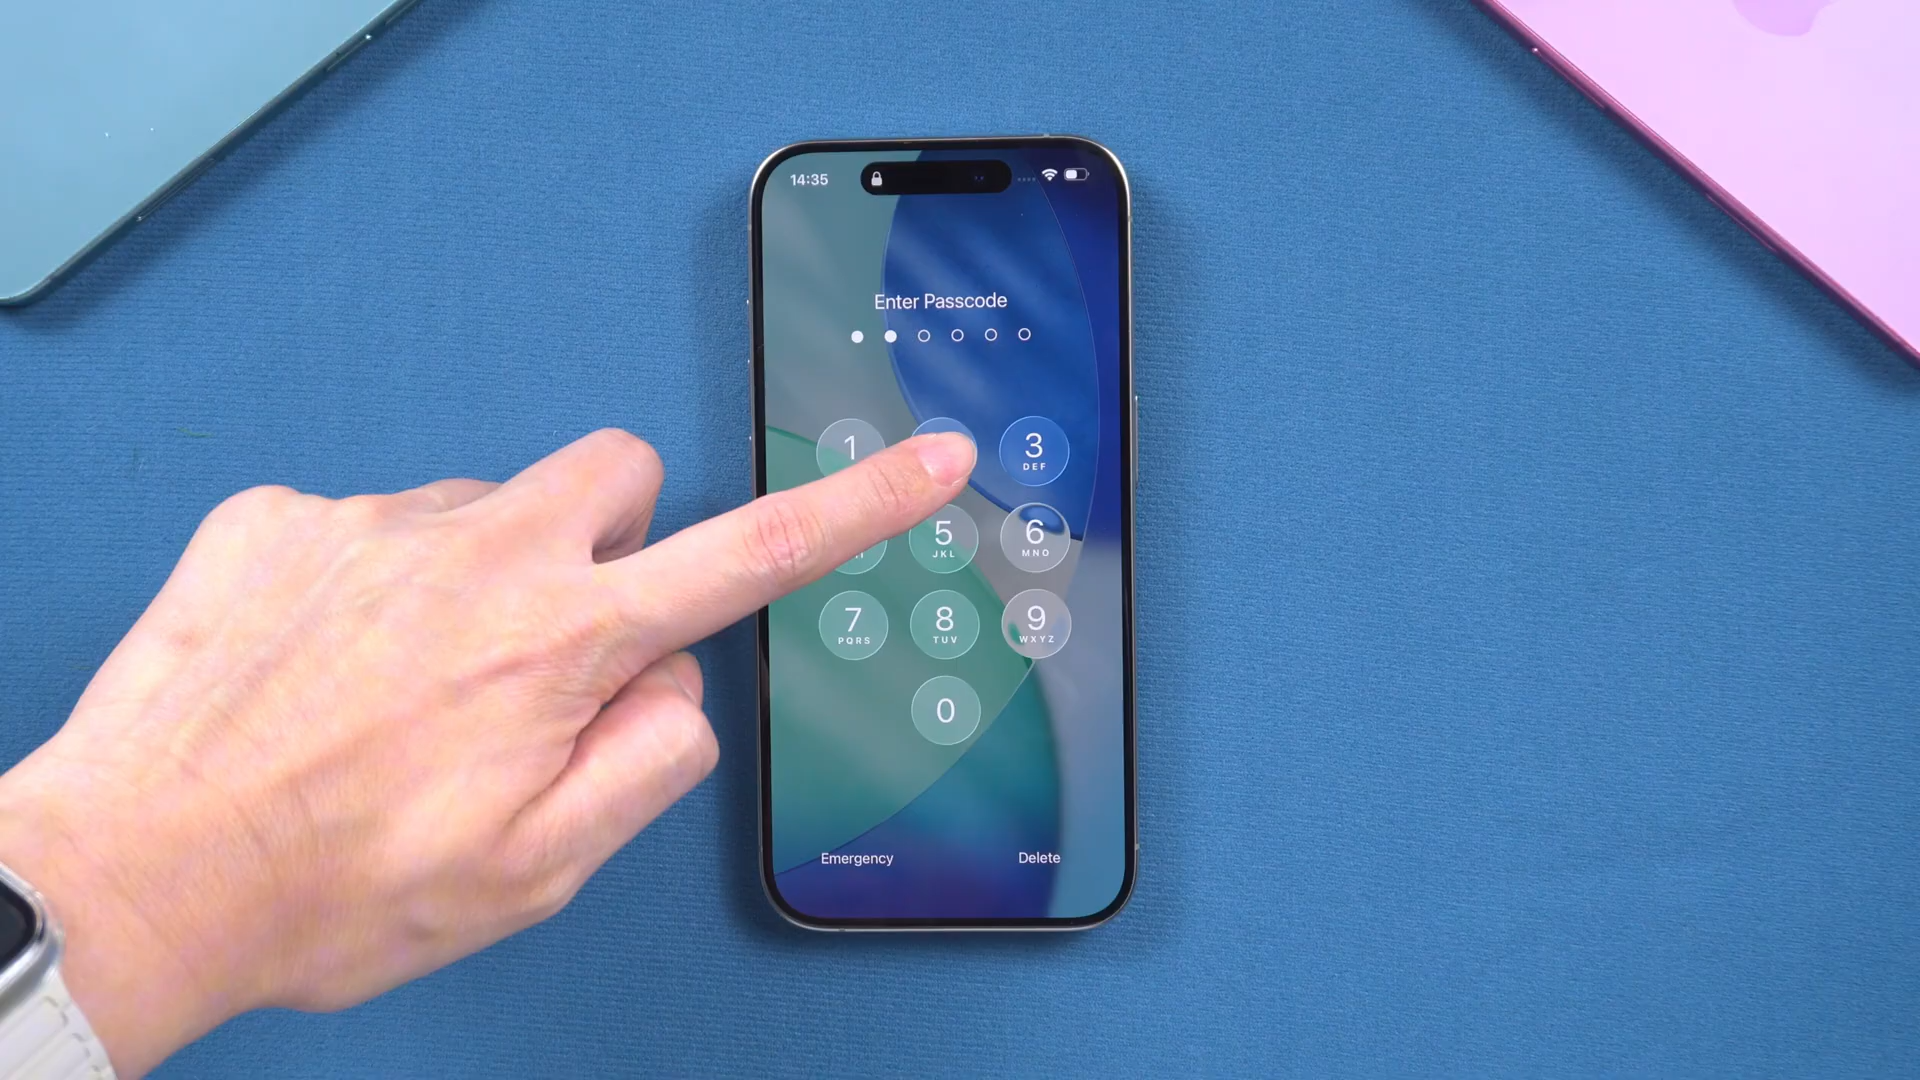 14:35
Enter Passcode
1
3
DEF
5
JKL
6
MNO
7
PQRS
8
TUV
9
WXYZ
0
Emergency
Delete